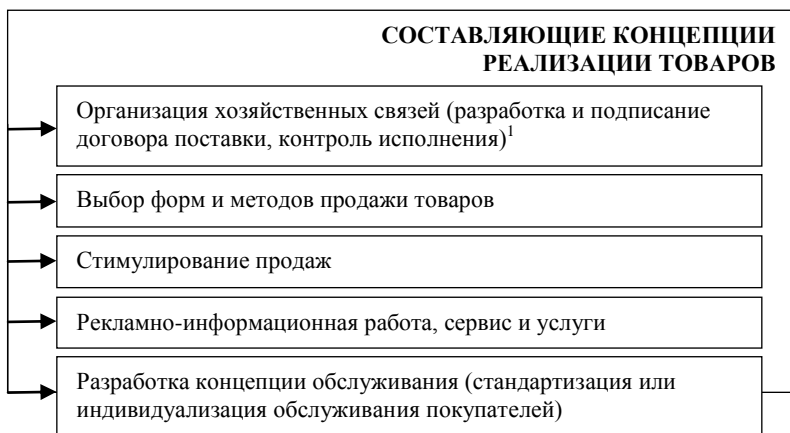 СОСТАВЛЯЮЩИЕ КОНЦЕПЦИИ
РЕАЛИЗАЦИИ ТОВАРОВ
Организация хозяйственных связей (разработка и подписание
договора поставки, контроль исполнения)¹
Выбор форм и методов продажи товаров
Стимулирование продаж
Рекламно-информационная работа, сервис и услуги
Разработка концепции обслуживания (стандартизация или
индивидуализация обслуживания покупателей)